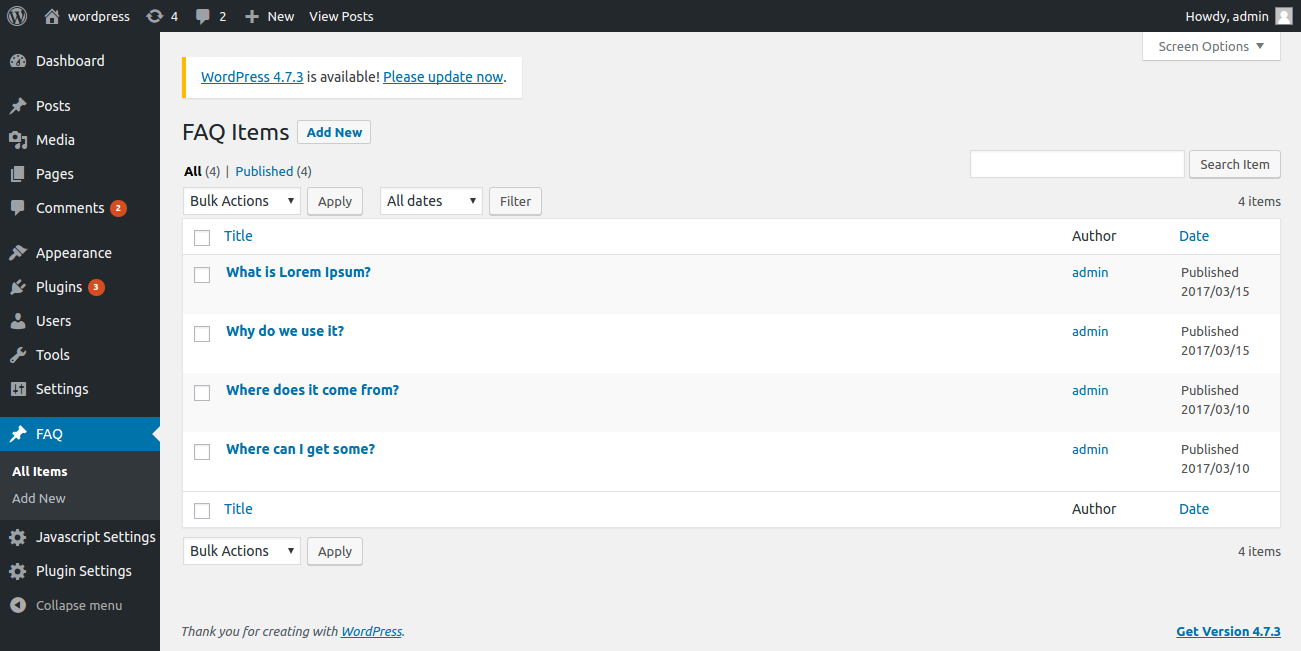 wordpress 4 2 New View Posts Howdy, admin
Dashboard
Posts
Media
Pages
Comments 2
Appearance
Plugins 3
Users
Tools
Settings
FAQ
All Items
Add New
Javascript Settings
Plugin Settings
Collapse menu
Screen Options ▼
WordPress 4.7.3 is available! Please update now.
FAQ Items Add New
All (4) | Published (4)
Search Item
Bulk Actions ▼ Apply All dates ▼ Filter 4 items
Title Author Date
What is Lorem Ipsum? admin Published
2017/03/15
Why do we use it? admin Published
2017/03/15
Where does it come from? admin Published
2017/03/10
Where can I get some? admin Published
2017/03/10
Title Author Date
Bulk Actions ▼ Apply 4 items
Thank you for creating with WordPress. Get Version 4.7.3